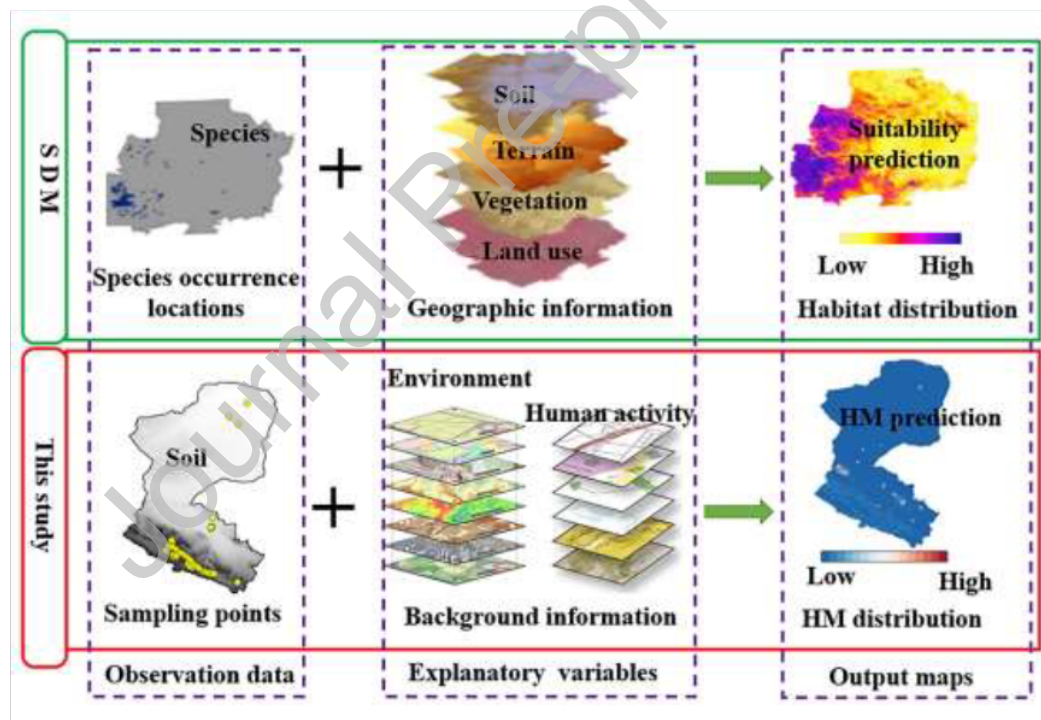 SDM
Species
Species occurrence
locations
Soil
Terrain
Vegetation
Land use
Geographic information
Suitability
prediction
Low High
Habitat distribution
This study
Soil
Sampling points
Environment
Human activity
Background information
HM prediction
Low High
HM distribution
Observation data
Explanatory variables
Output maps
Journal Pre-p